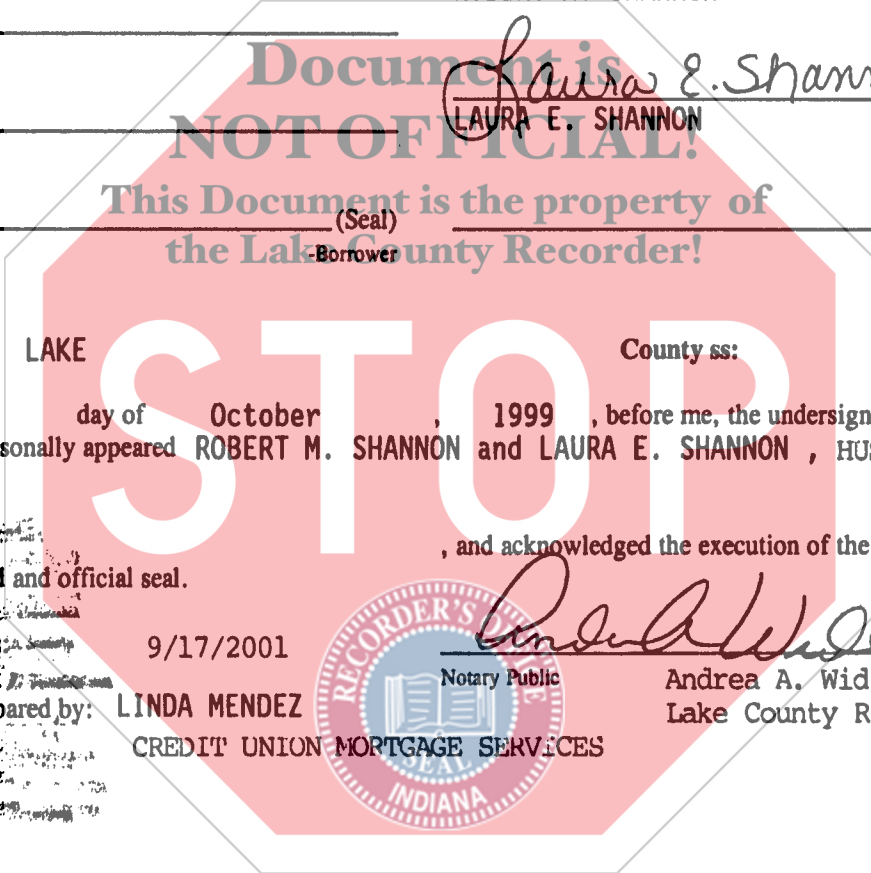 Laura E. Shann
LAURA E. SHANNON
Document is
NOT OFFICIAL!
This Document is the property of
the Lake County Recorder!
(Seal)
-Borrower
STOP
LAKE County ss:
day of October , 1999 , before me, the undersign
sonally appeared ROBERT M. SHANNON and LAURA E. SHANNON , HUS
, and acknowledged the execution of the
and official seal.
9/17/2001
Notary Public Andrea A. Wid
pared by: LINDA MENDEZ Lake County R
CREDIT UNION MORTGAGE SERVICES
RECORDER'S OFFICE
SEAL
INDIANA